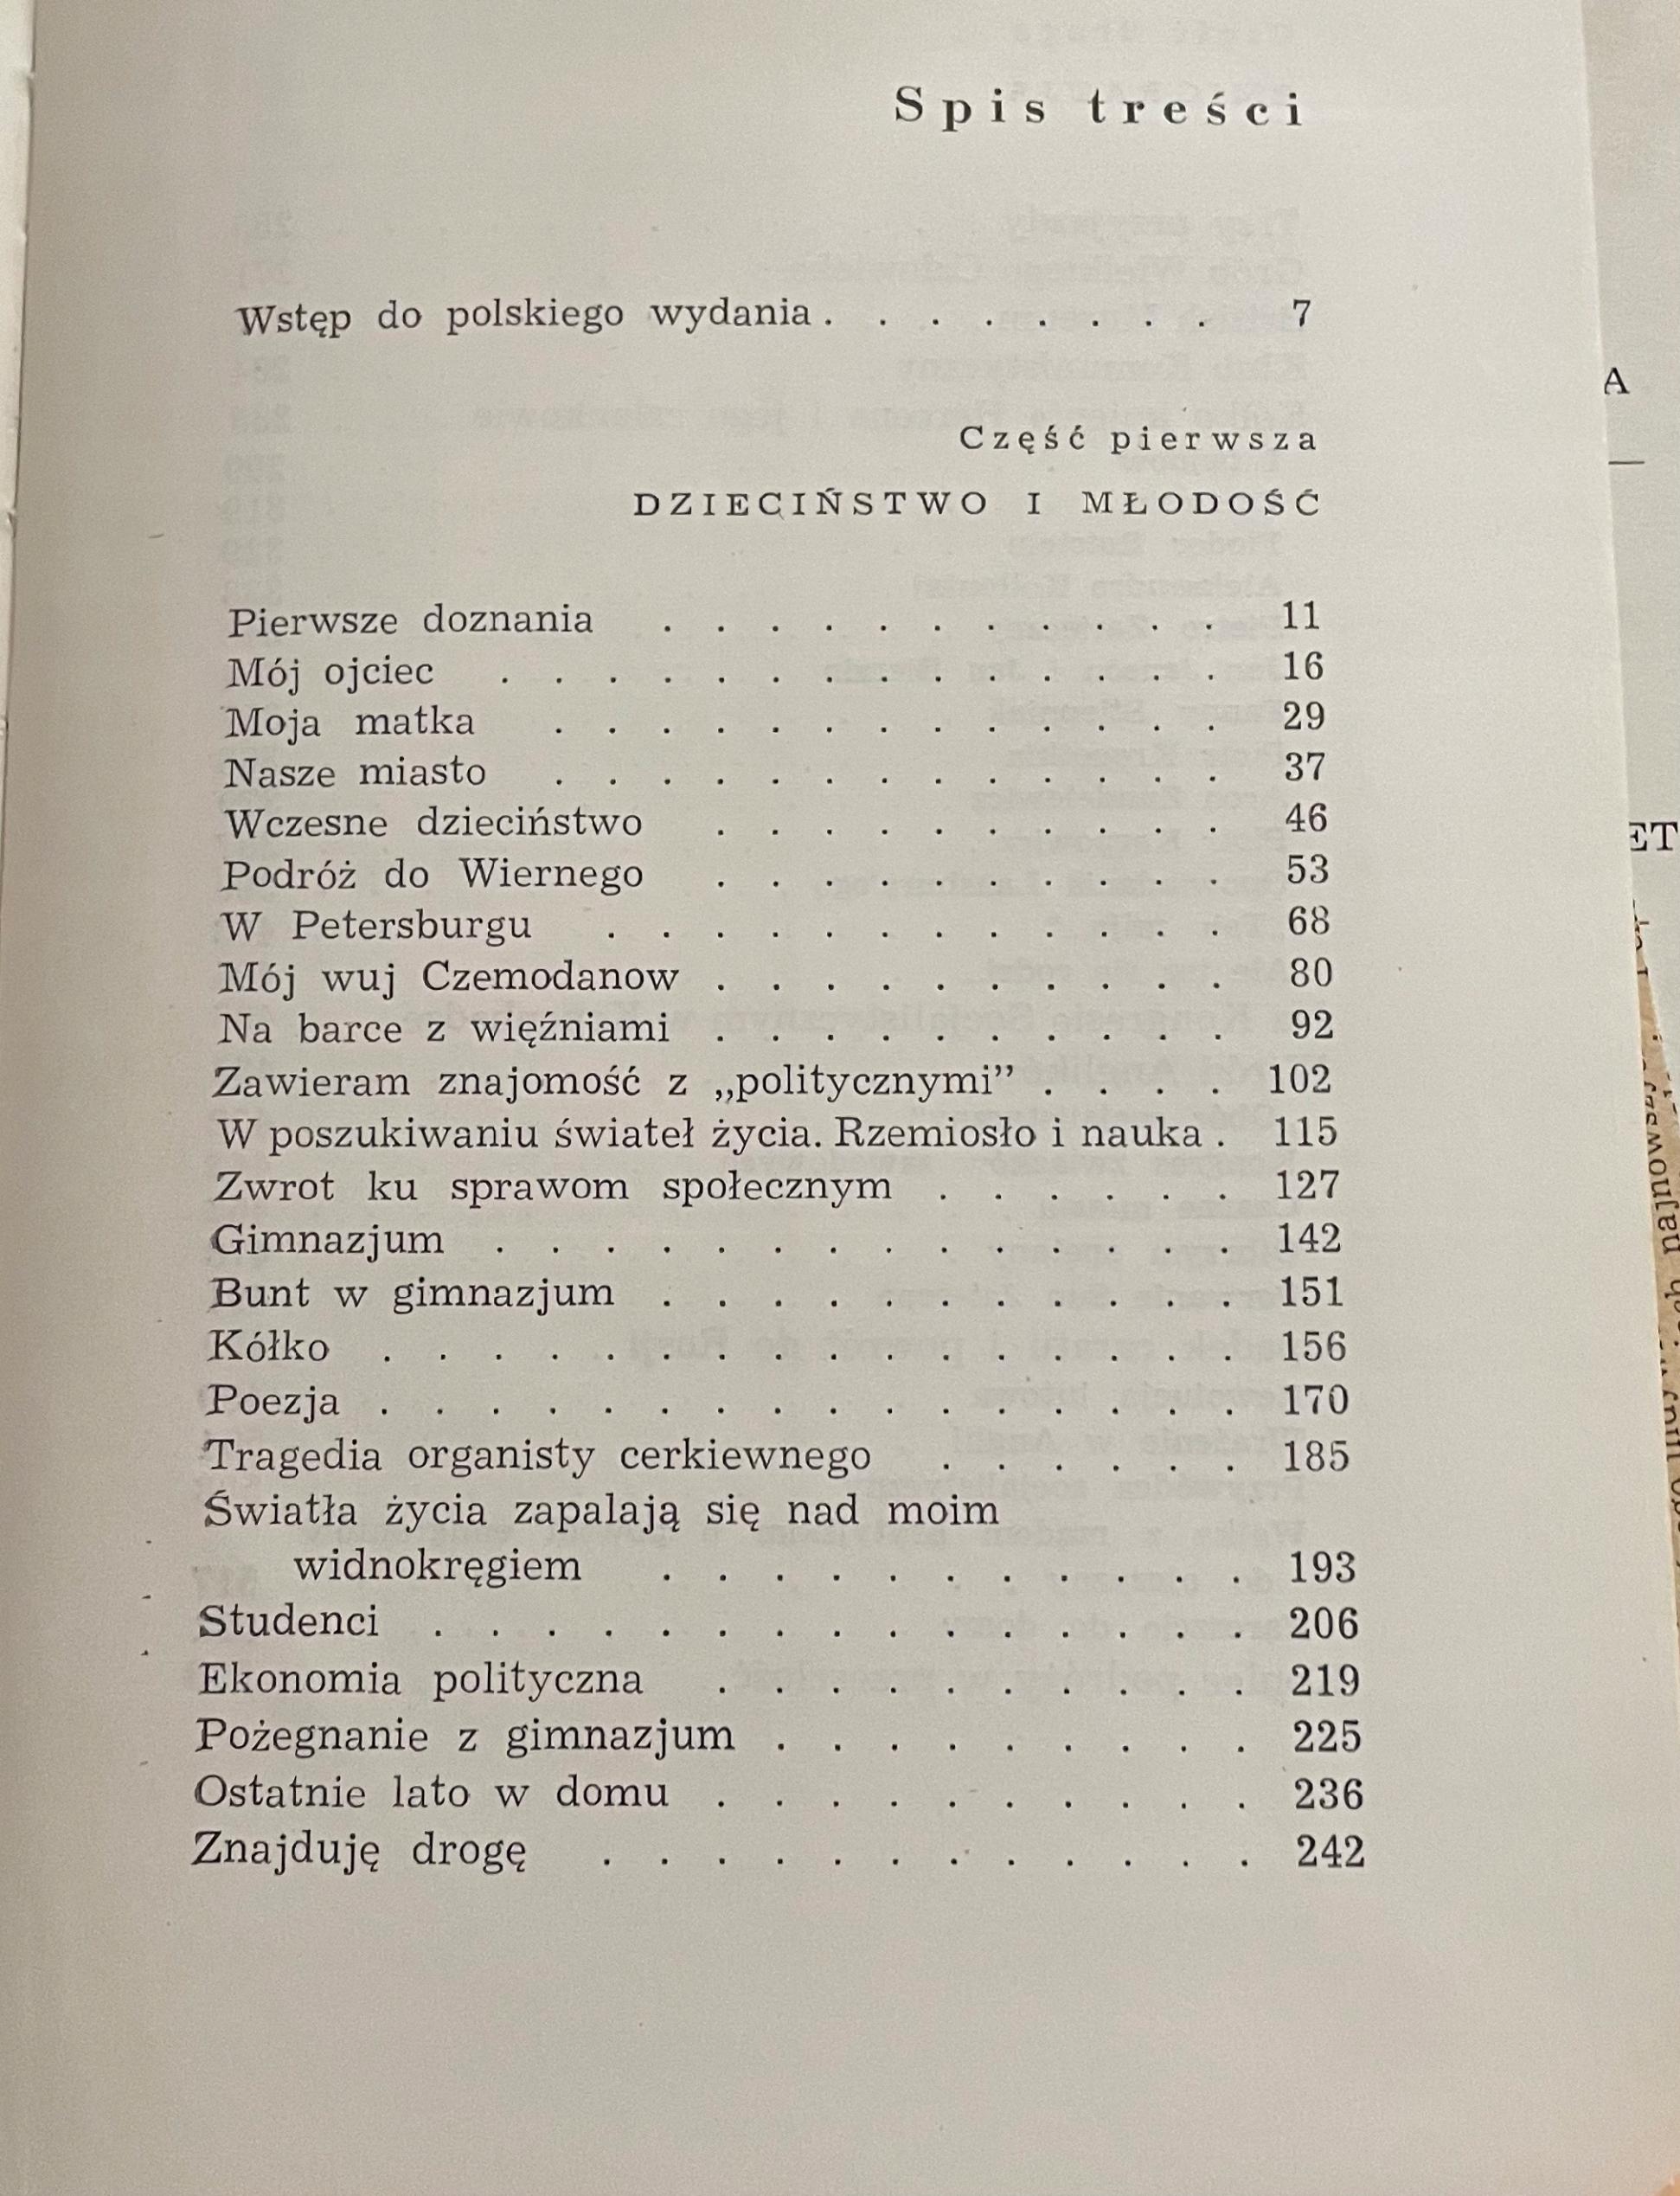 Spis treści
Wstęp do polskiego wydania . . . . . . . . 7
Część pierwsza
DZIECIŃSTWO I MŁODOŚĆ
Pierwsze doznania . . . . . . . . . . . 11
Mój ojciec . . . . . . . . . . . . . . 16
Moja matka . . . . . . . . . . . . . 29
Nasze miasto . . . . . . . . . . . . . 37
Wczesne dzieciństwo . . . . . . . . . . 46
Podróż do Wiernego . . . . . . . . . . 53
W Petersburgu . . . . . . . . . . . . 68
Mój wuj Czemodanow . . . . . . . . . . 80
Na barce z więźniami . . . . . . . . . . 92
Zawieram znajomość z „politycznymi” . . . . 102
W poszukiwaniu świateł życia. Rzemiosło i nauka . 115
Zwrot ku sprawom społecznym . . . . . . 127
Gimnazjum . . . . . . . . . . . . . . 142
Bunt w gimnazjum . . . . . . . . . . . 151
Kółko . . . . . . . . . . . . . . . . 156
Poezja . . . . . . . . . . . . . . . . 170
Tragedia organisty cerkiewnego . . . . . . 185
Światła życia zapalają się nad moim
widnokręgiem . . . . . . . . . . . 193
Studenci . . . . . . . . . . . . . . . 206
Ekonomia polityczna . . . . . . . . . . 219
Pożegnanie z gimnazjum . . . . . . . . . 225
Ostatnie lato w domu . . . . . . . . . . 236
Znajduję drogę . . . . . . . . . . . . 242
A
ET